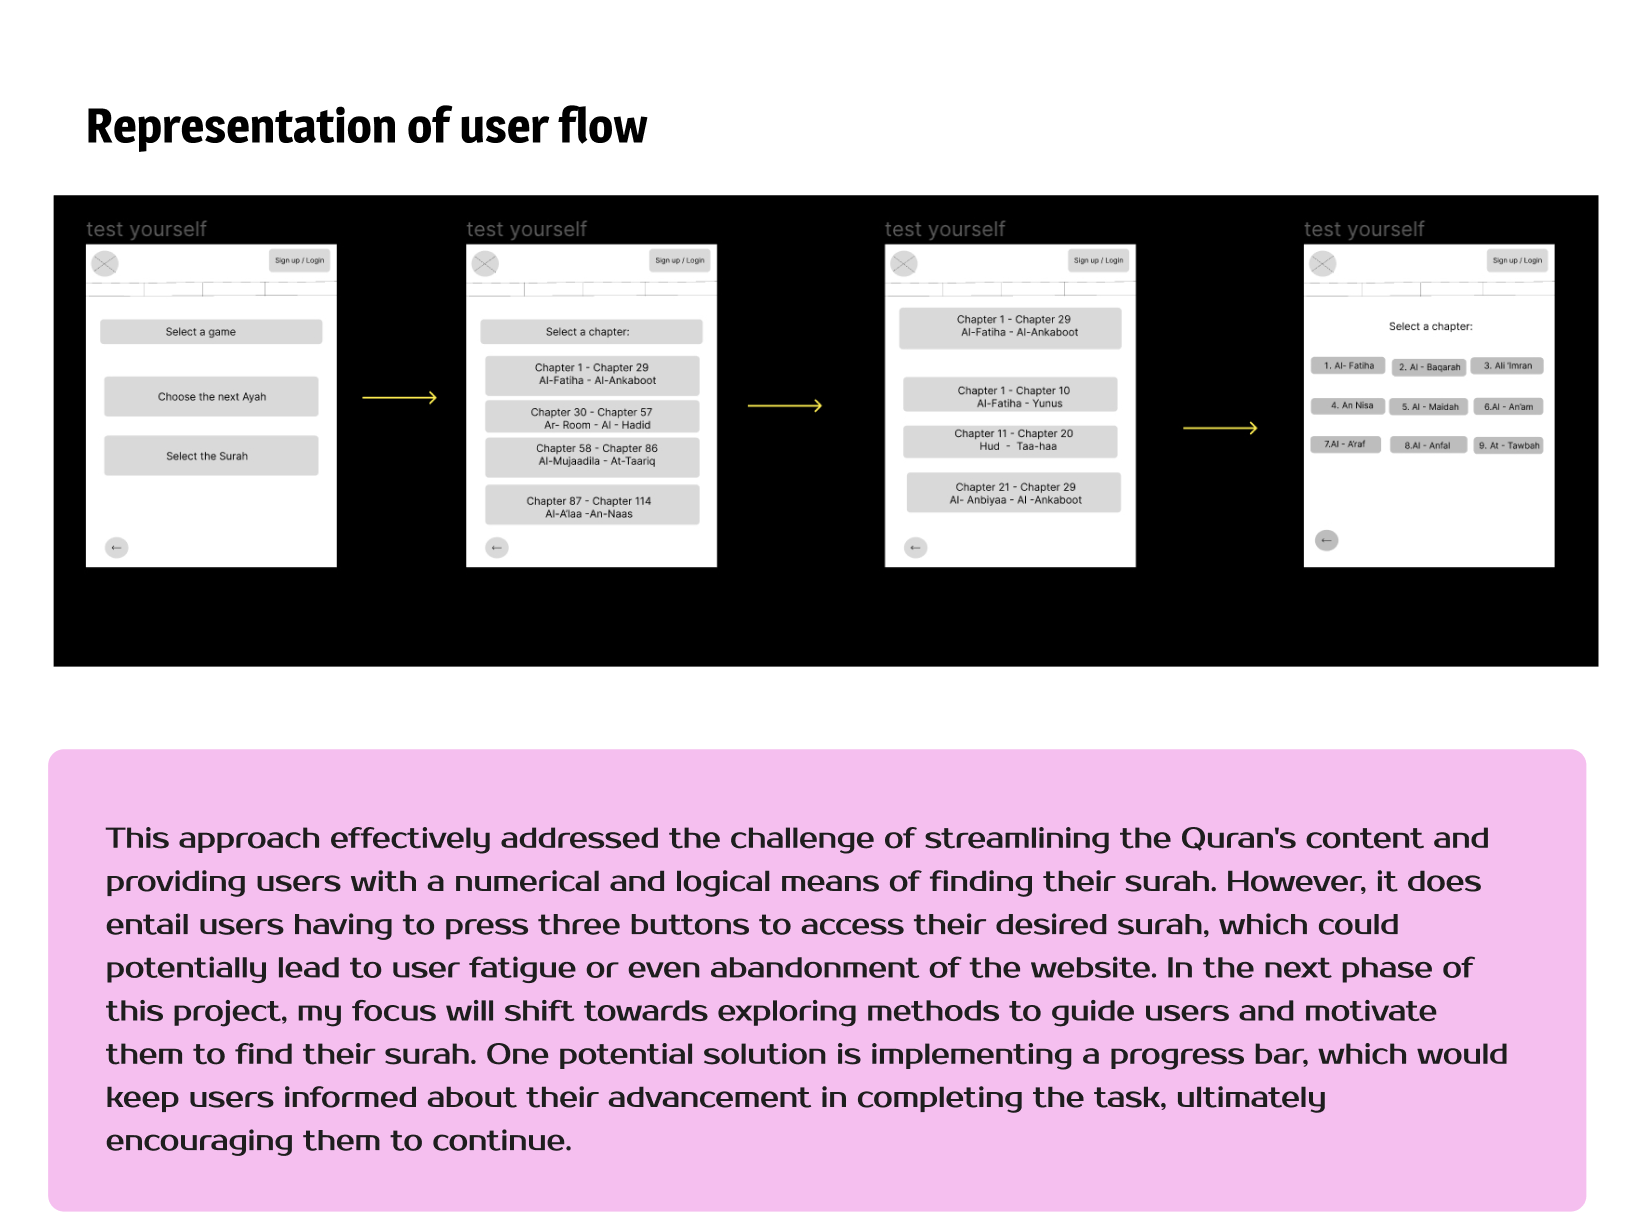 Representation of user flow
test yourself
Sign up / Login
Select a game
Choose the next Ayah
Select the Surah
test yourself
Sign up / Login
Select a chapter:
Chapter 1 - Chapter 29
Al-Fatiha - Al-Ankaboot
Chapter 30 - Chapter 57
Ar- Room - Al - Hadid
Chapter 58 - Chapter 86
Al-Mujaadila - At-Taariq
Chapter 87 - Chapter 114
Al-A'laa -An-Naas
test yourself
Sign up / Login
Chapter 1 - Chapter 29
Al-Fatiha - Al-Ankaboot
Chapter 1 - Chapter 10
Al-Fatiha - Yunus
Chapter 11 - Chapter 20
Hud - Taa-haa
Chapter 21 - Chapter 29
Al- Anbiyaa - Al -Ankaboot
test yourself
Sign up / Login
Select a chapter:
1. Al- Fatiha
2. Al - Baqarah
3. Ali 'Imran
4. An Nisa
5. Al - Maidah
6.Al - An'am
7.Al - A'raf
8.Al - Anfal
9. At - Tawbah
This approach effectively addressed the challenge of streamlining the Quran's content and
providing users with a numerical and logical means of finding their surah. However, it does
entail users having to press three buttons to access their desired surah, which could
potentially lead to user fatigue or even abandonment of the website. In the next phase of
this project, my focus will shift towards exploring methods to guide users and motivate
them to find their surah. One potential solution is implementing a progress bar, which would
keep users informed about their advancement in completing the task, ultimately
encouraging them to continue.